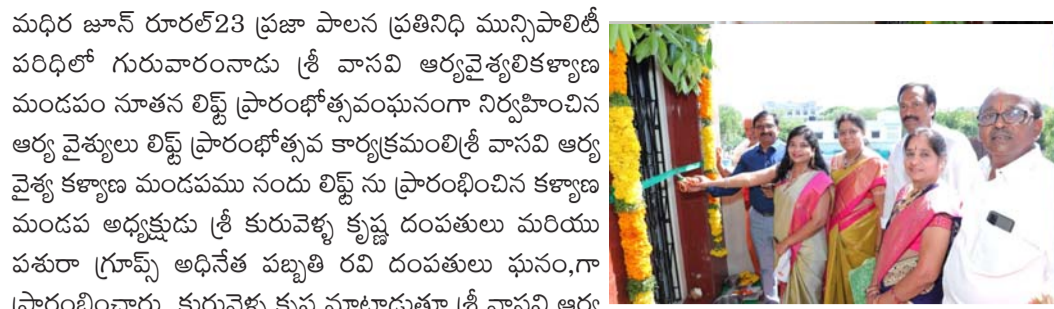 మధిర జూన్ రూరల్23 ప్రజా పాలన ప్రతినిధి మున్సిపాలిటీ
పరిధిలో గురువారంనాడు శ్రీ వాసవి ఆర్యవైశ్యలికళ్యాణ
మండపం నూతన లిఫ్ట్ ప్రారంభోత్సవంఘనంగా నిర్వహించిన
ఆర్య వైశ్యులు లిఫ్ట్ ప్రారంభోత్సవ కార్యక్రమంలిశ్రీ వాసవి ఆర్య
వైశ్య కళ్యాణ మండపము నందు లిఫ్ట్ ను ప్రారంభించిన కళ్యాణ
మండప అధ్యక్షుడు శ్రీ కురువెళ్ళ కృష్ణ దంపతులు మరియు
పశురా గ్రూప్స్ అధినేత పబ్బతి రవి దంపతులు ఘనం,గా
ప్రారంభించారు. కురువెళ్ళ కృష్ణ మాట్లాడుతూ శ్రీ వాసవి ఆర్య